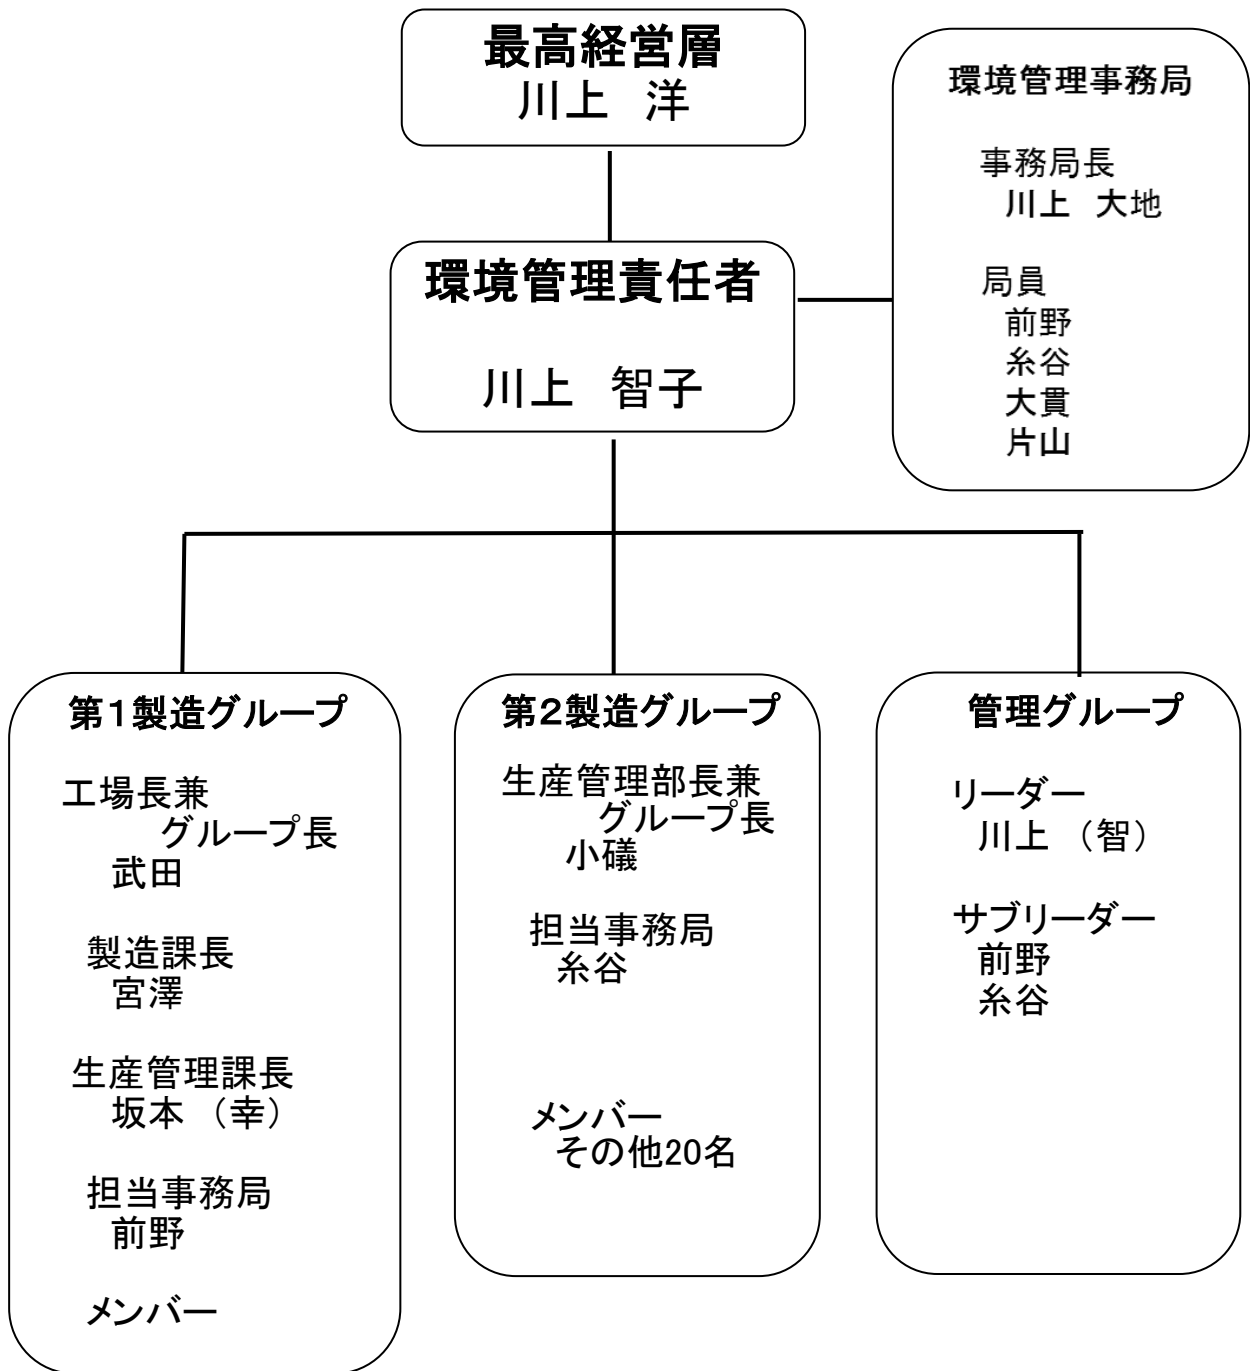 最高経営層
川上　洋
環境管理事務局
事務局長
川上　大地
局員
前野
糸谷
大貫
片山
環境管理責任者
川上　智子
第１製造グループ
工場長兼
グループ長
武田
製造課長
宮澤
生産管理課長
坂本　（幸）
担当事務局
前野
メンバー
第２製造グループ
生産管理部長兼
グループ長
小礒
担当事務局
糸谷
メンバー
その他20名
管理グループ
リーダー
川上　（智）
サブリーダー
前野
糸谷